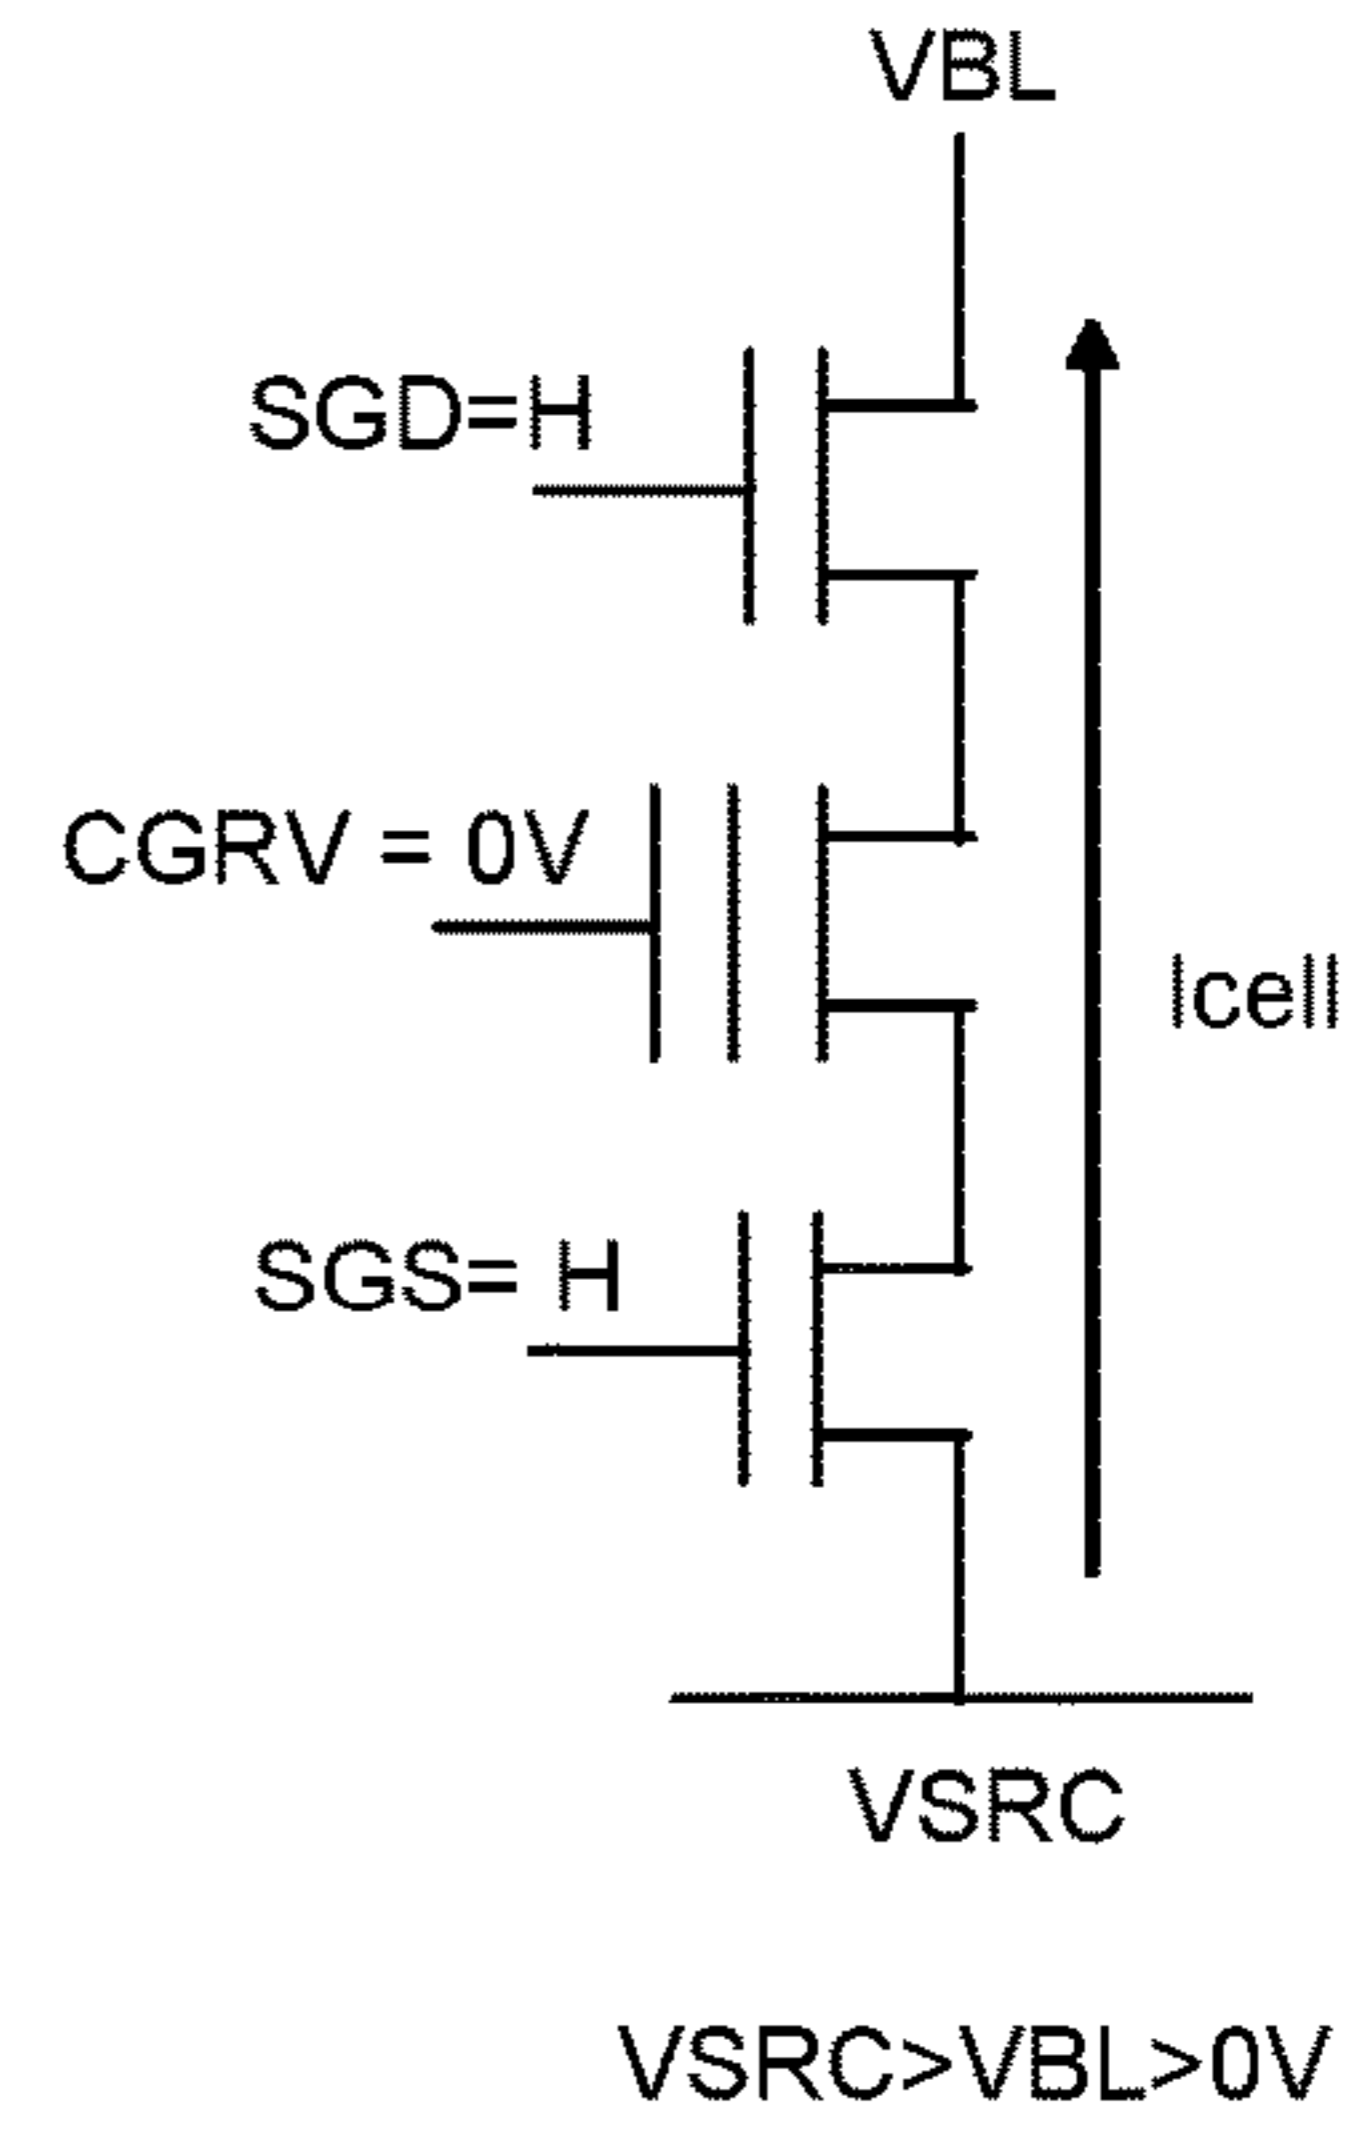 VBL
SGD=H
CGRV = 0V
Icell
SGS= H
VSRC
VSRC>VBL>0V